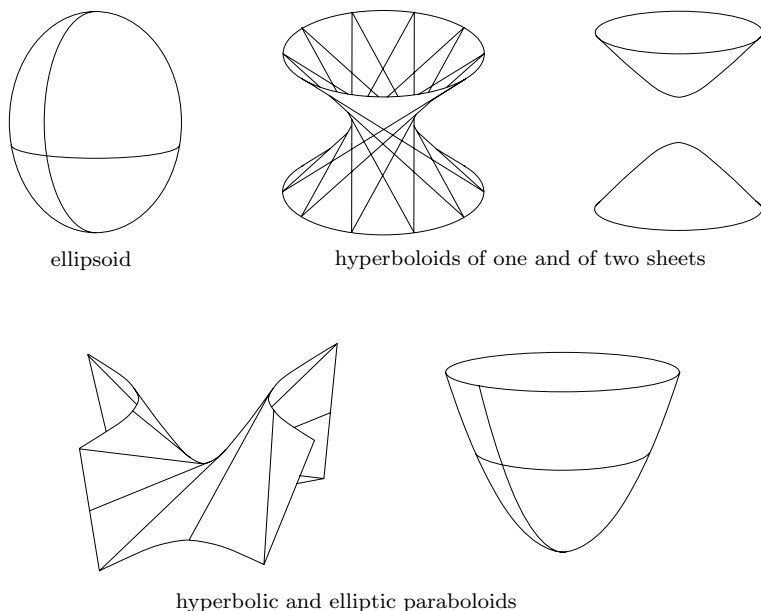 ellipsoid
hyperboloids of one and of two sheets
hyperbolic and elliptic paraboloids